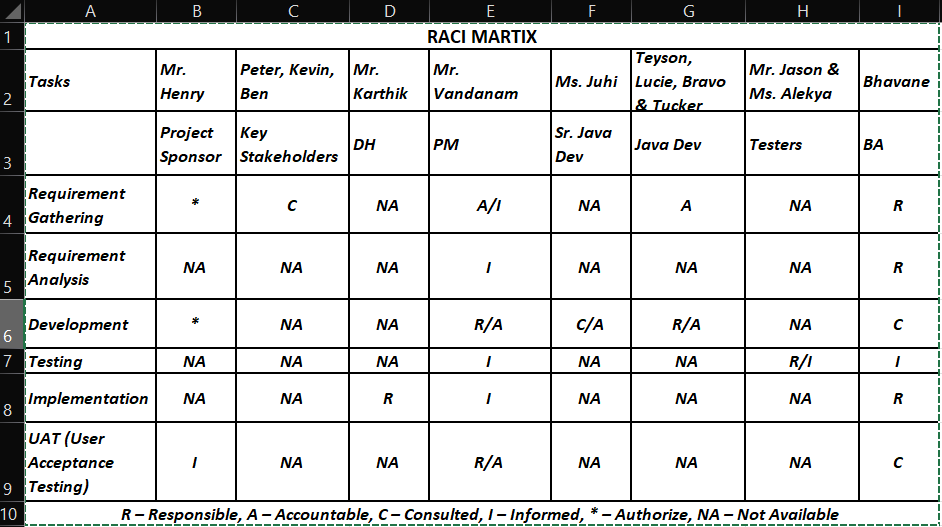 A B C D E F G H I
1 RACI MARTIX
2 Tasks Mr. Henry Peter, Kevin, Ben Mr. Karthik Mr. Vandanam Ms. Juhi Teyson, Lucie, Bravo & Tucker Mr. Jason & Ms. Alekya Bhavane
3 Project Sponsor Key Stakeholders DH PM Sr. Java Dev Java Dev Testers BA
4 Requirement Gathering * C NA A/I NA A NA R
5 Requirement Analysis NA NA NA I NA NA NA R
6 Development * NA NA R/A C/A R/A NA C
7 Testing NA NA NA I NA NA R/I I
8 Implementation NA NA R I NA NA NA R
9 UAT (User Acceptance Testing) I NA NA R/A NA NA NA C
10 R – Responsible, A – Accountable, C – Consulted, I – Informed, * – Authorize, NA – Not Available